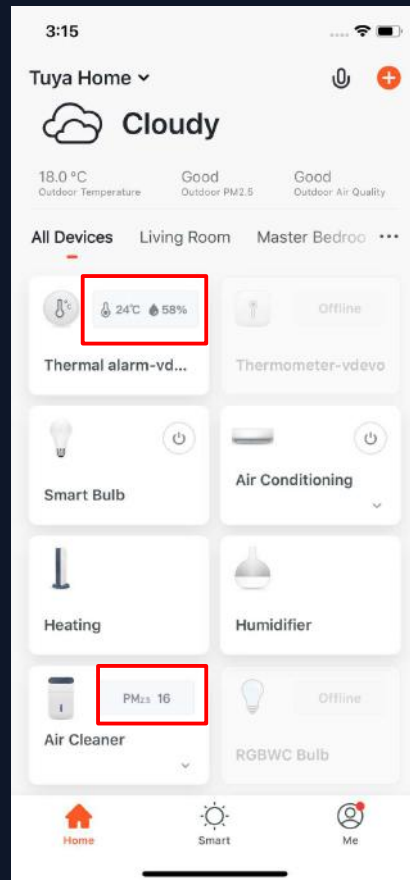 3:15
Tuya Home
Cloudy
18.0 °C Good Good
Outdoor Temperature Outdoor PM2.5 Outdoor Air Quality
All Devices Living Room Master Bedroo ...
24°C 58% Offline
Thermal alarm-vd... Thermometer-vdevo
Smart Bulb Air Conditioning
Heating Humidifier
PM2.5 16 Offline
Air Cleaner RGBWC Bulb
Home Smart Me